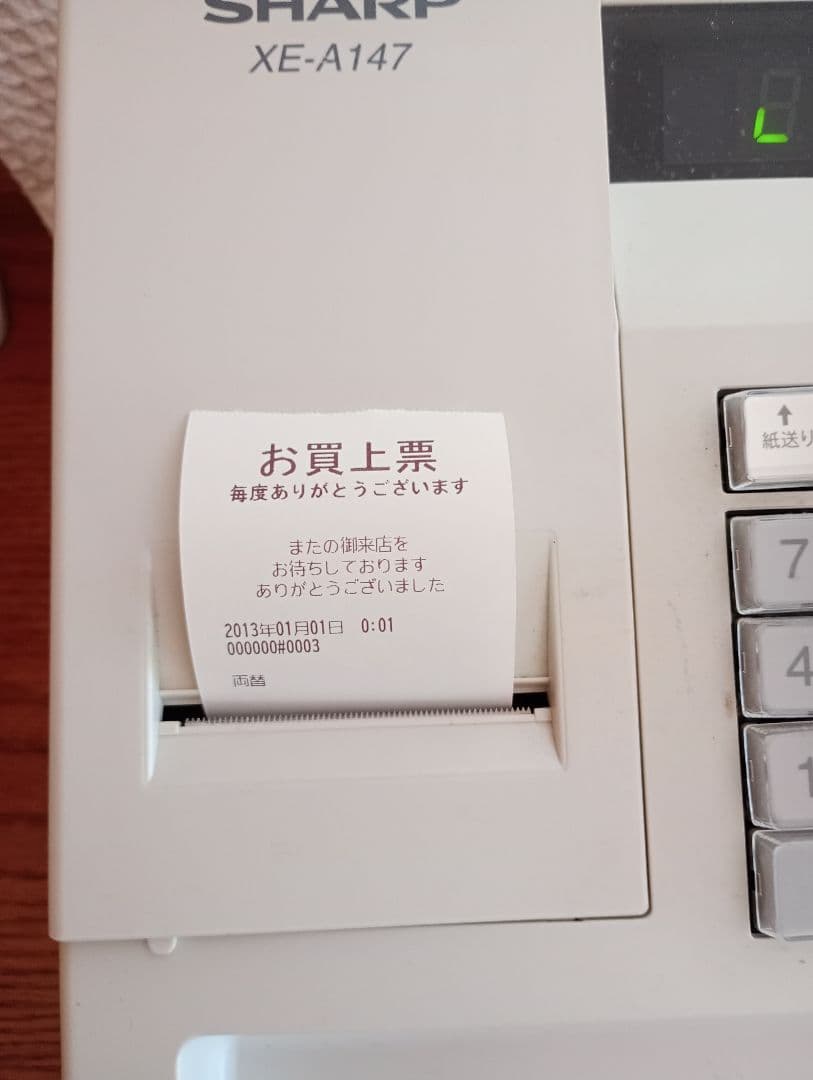 SHARP
XE-A147
お買上票
毎度ありがとうございます
またの御来店を
お待ちしております
ありがとうございました
2013年01月01日 0:01
000000#0003
両替
L
↑
紙送り
7
4
1